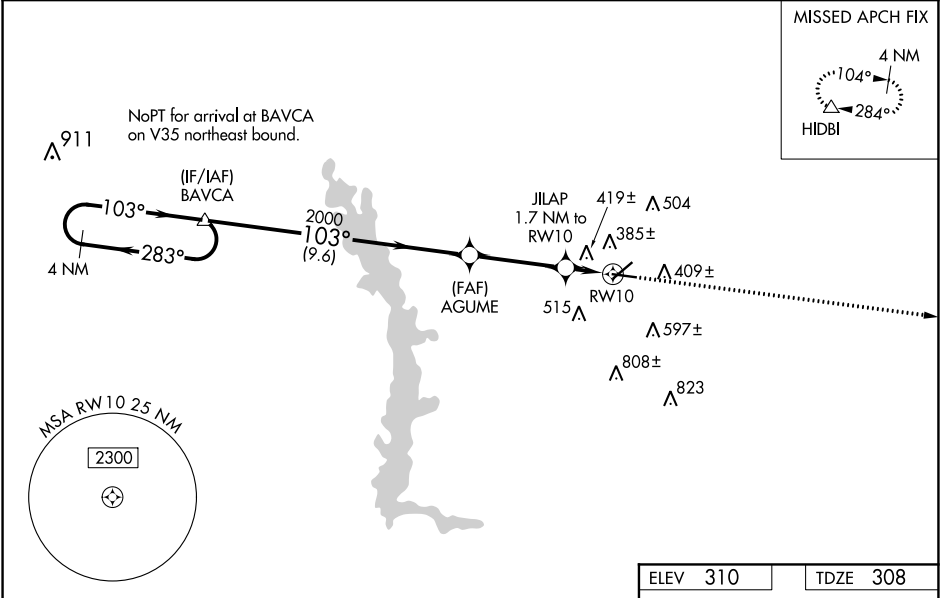 MISSED APCH FIX
4 NM
104°
284°
HIDBI
NoPT for arrival at BAVCA
on V35 northeast bound.
911
(IF/IAF)
BAVCA
103°
283°
4 NM
2000
103°
(9.6)
(FAF)
AGUME
JILAP
1.7 NM to
RW10
419±
504
385±
409±
RW10
515
597±
808±
823
MSA RW10 25 NM
2300
ELEV 310
TDZE 308